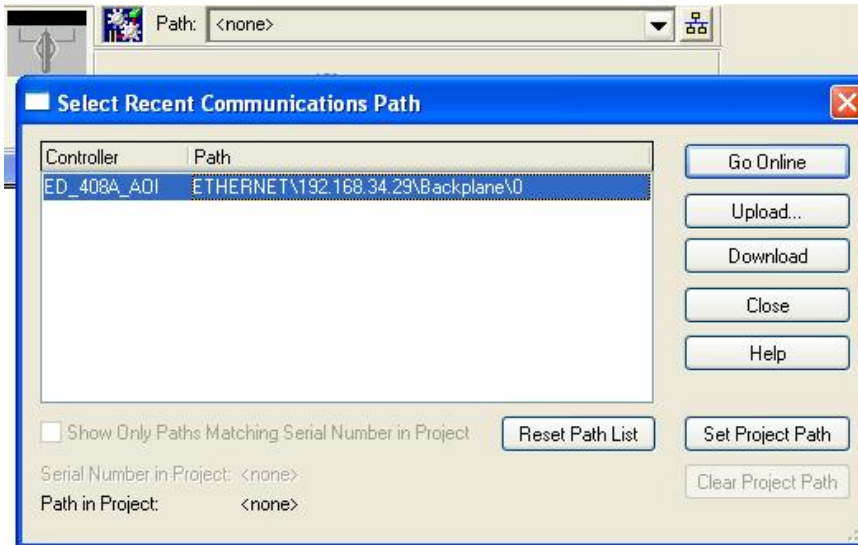 Path: <none>
Select Recent Communications Path
Controller Path
ED_408A_AOI ETHERNET\192.168.34.29\Backplane\0
Go Online
Upload...
Download
Close
Help
Show Only Paths Matching Serial Number in Project
Reset Path List
Set Project Path
Serial Number in Project: <none>
Clear Project Path
Path in Project: <none>